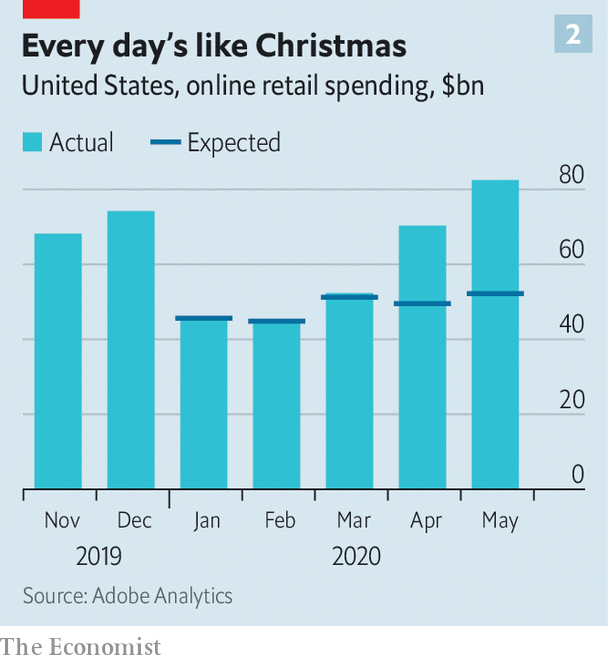 2
Every day's like Christmas
United States, online retail spending, $bn
Actual Expected
80
60
40
20
0
Nov Dec Jan Feb Mar Apr May
2019 2020
Source: Adobe Analytics
The Economist